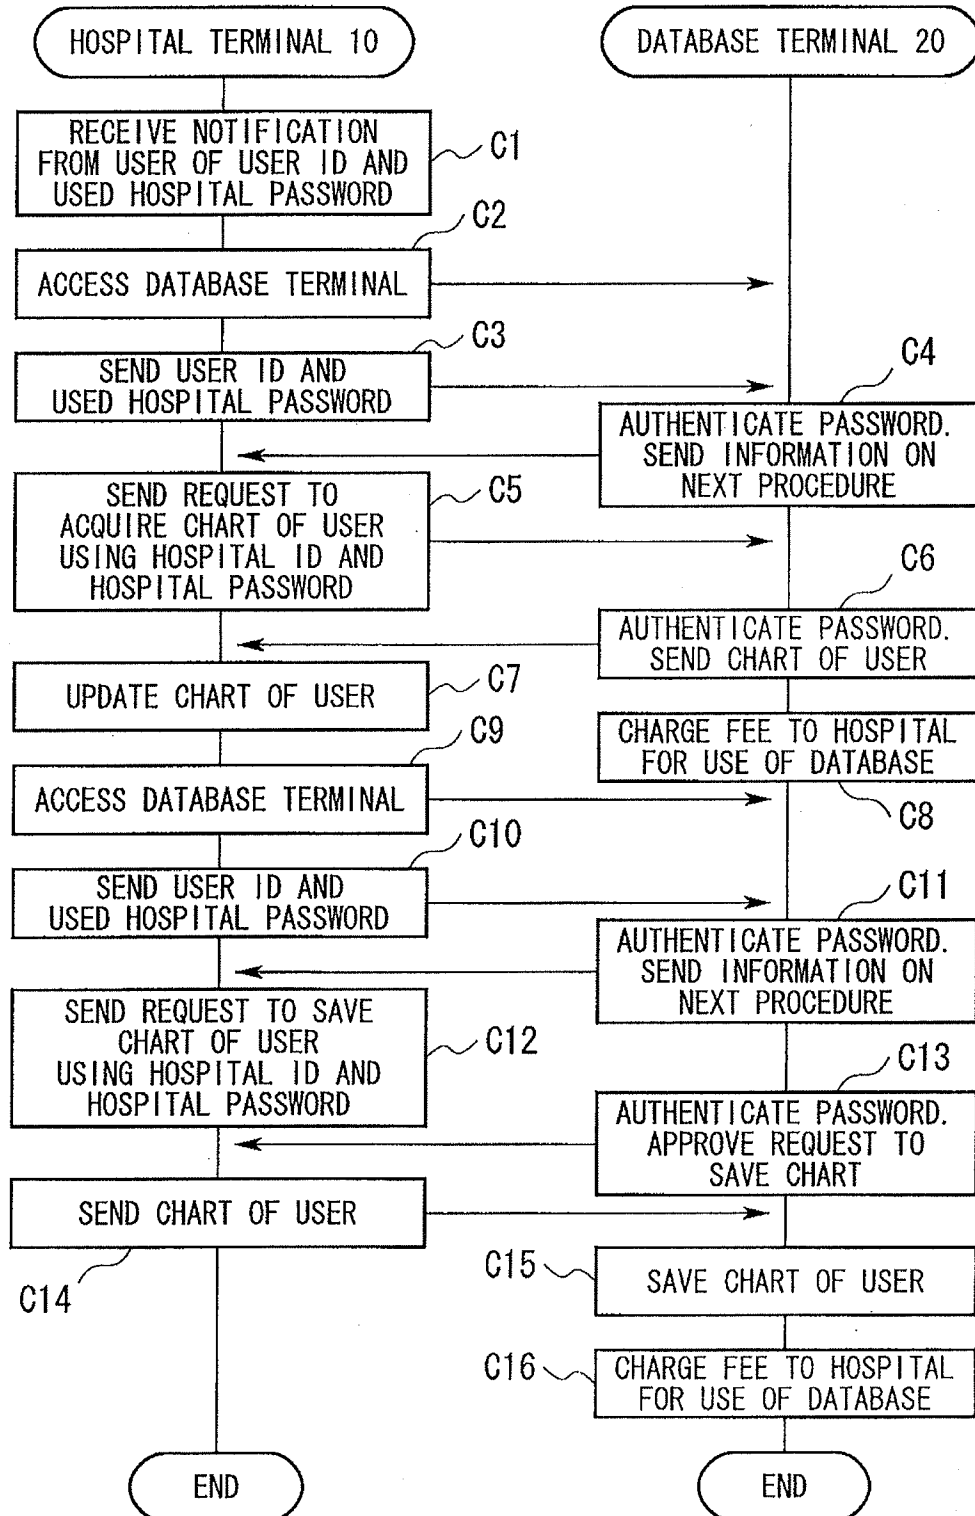 HOSPITAL TERMINAL 10
DATABASE TERMINAL 20
RECEIVE NOTIFICATION
FROM USER OF USER ID AND
USED HOSPITAL PASSWORD
C1
C2
ACCESS DATABASE TERMINAL
C3
SEND USER ID AND
USED HOSPITAL PASSWORD
C4
AUTHENTICATE PASSWORD.
SEND INFORMATION ON
NEXT PROCEDURE
C5
SEND REQUEST TO
ACQUIRE CHART OF USER
USING HOSPITAL ID AND
HOSPITAL PASSWORD
C6
AUTHENTICATE PASSWORD.
SEND CHART OF USER
C7
UPDATE CHART OF USER
CHARGE FEE TO HOSPITAL
FOR USE OF DATABASE
C8
C9
ACCESS DATABASE TERMINAL
C10
SEND USER ID AND
USED HOSPITAL PASSWORD
C11
AUTHENTICATE PASSWORD.
SEND INFORMATION ON
NEXT PROCEDURE
SEND REQUEST TO SAVE
CHART OF USER
USING HOSPITAL ID AND
HOSPITAL PASSWORD
C12
C13
AUTHENTICATE PASSWORD.
APPROVE REQUEST TO
SAVE CHART
SEND CHART OF USER
C14
C15
SAVE CHART OF USER
C16
CHARGE FEE TO HOSPITAL
FOR USE OF DATABASE
END
END